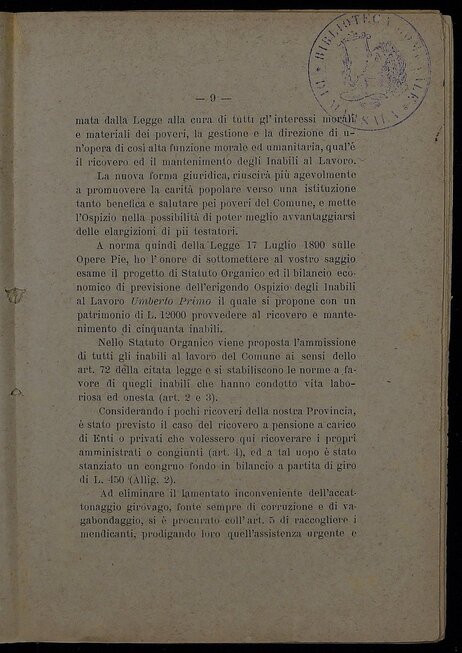 BIBLIOTECA COMUNALE
DI MARSALA
— 9 —
mata dalla Legge alla cura di tutti gl'interessi morali
e materiali dei poveri, la gestione e la direzione di u-
n'opera di così alta funzione morale ed umanitaria, qual'è
il ricovero ed il mantenimento degli Inabili al Lavoro.
La nuova forma giuridica, riuscirà più agevolmente
a promuovere la carità popolare verso una istituzione
tanto benefica e salutare pei poveri del Comune, e mette
l'Ospizio nella possibilità di poter meglio avvantaggiarsi
delle elargizioni di pii testatori.
A norma quindi della Legge 17 Luglio 1800 sulle
Opere Pie, ho l'onore di sottomettere al vostro saggio
esame il progetto di Statuto Organico ed il bilancio eco-
nomico di previsione dell'erigendo Ospizio degli Inabili
al Lavoro Umberto Primo il quale si propone con un
patrimonio di L. 12000 provvedere al ricovero e mante-
nimento di cinquanta inabili.
Nello Statuto Organico viene proposta l'ammissione
di tutti gli inabili al lavoro del Comune ai sensi dello
art. 72 della citata legge e si stabiliscono le norme a fa-
vore di quegli inabili che hanno condotto vita labo-
riosa ed onesta (art. 2 e 3).
Considerando i pochi ricoveri della nostra Provincia,
è stato previsto il caso del ricovero a pensione a carico
di Enti o privati che volessero qui ricoverare i propri
amministrati o congiunti (art. 4), ed a tal uopo è stato
stanziato un congruo fondo in bilancio a partita di giro
di L. 450 (Allig. 2).
Ad eliminare il lamentato inconveniente dell'accat-
tonaggio girovago, fonte sempre di corruzione e di va-
gabondaggio, si è procurato coll'art. 5 di raccogliere i
mendicanti, prodigando loro quell'assistenza urgente e